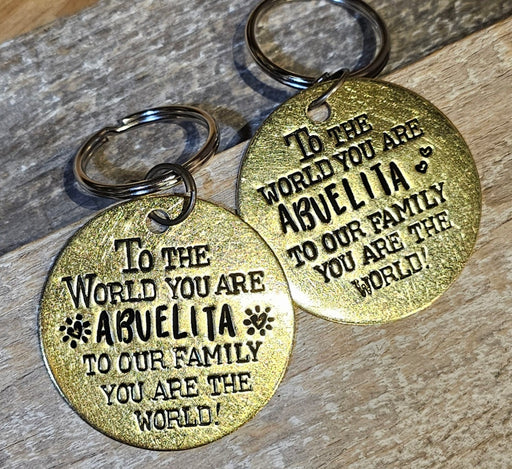 To the
World you are
ABUELITA
to our family
you are the
world!
To the
world you are
ABUELITA
to our family
you are the
world!